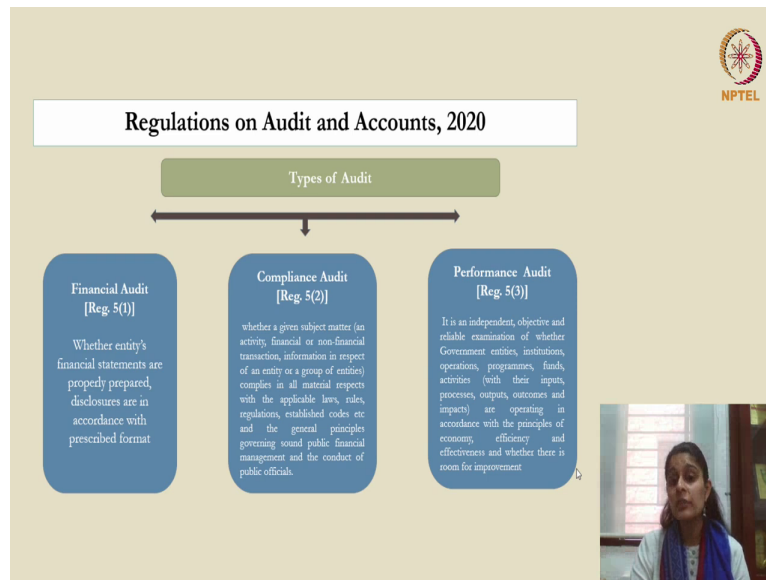 NPTEL
Regulations on Audit and Accounts, 2020
Types of Audit
Financial Audit
[Reg. 5(1)]
Whether entity's
financial statements are
properly prepared,
disclosures are in
accordance with
prescribed format
Compliance Audit
[Reg. 5(2)]
whether a given subject matter (an
activity, financial or non-financial
transaction, information in respect
of an entity or a group of entities)
complies in all material respects
with the applicable laws, rules,
regulations, established codes etc
and the general principles
governing sound public financial
management and the conduct of
public officials.
Performance Audit
[Reg. 5(3)]
It is an independent, objective and
reliable examination of whether
Government entities, institutions,
operations, programmes, funds,
activities (with their inputs,
processes, outputs, outcomes and
impacts) are operating in
accordance with the principles of
economy, efficiency and
effectiveness and whether there is
room for improvement